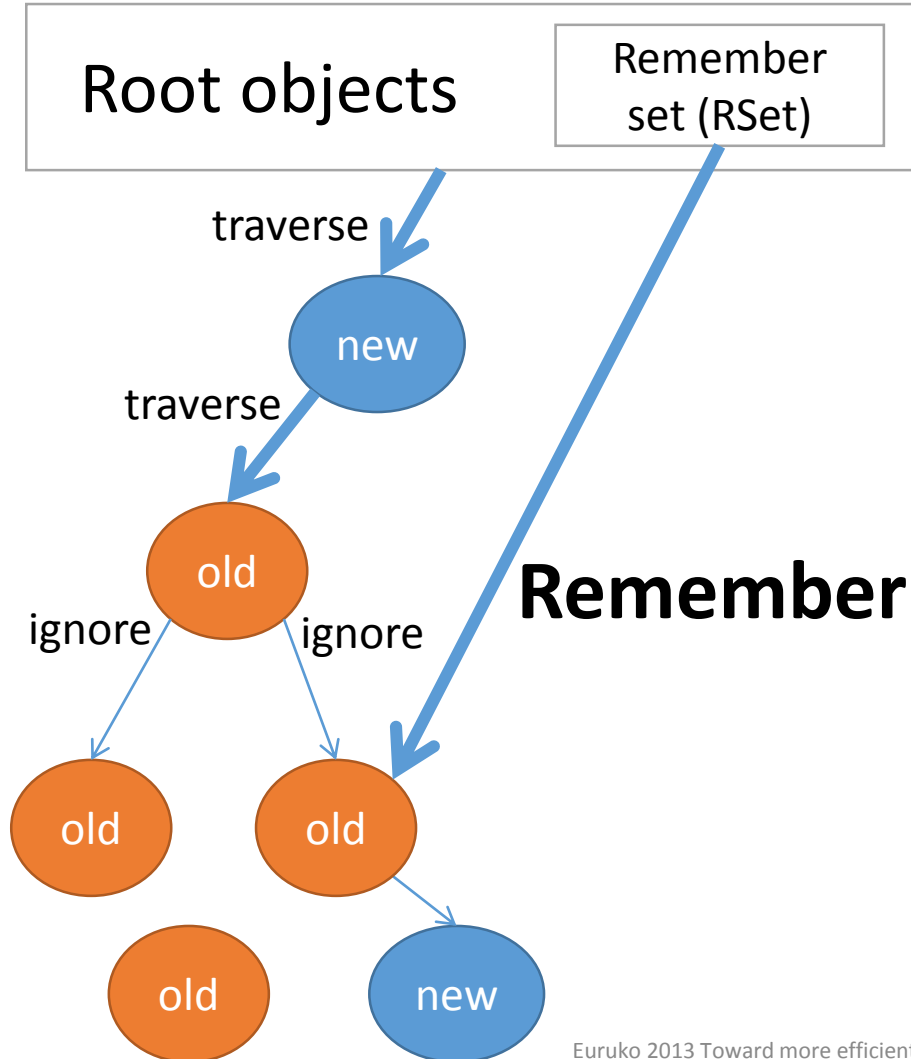 Root objects
Remember
set (RSet)
traverse
new
traverse
old
Remember
ignore
ignore
old
old
old
new
Euruko 2013 Toward more efficient